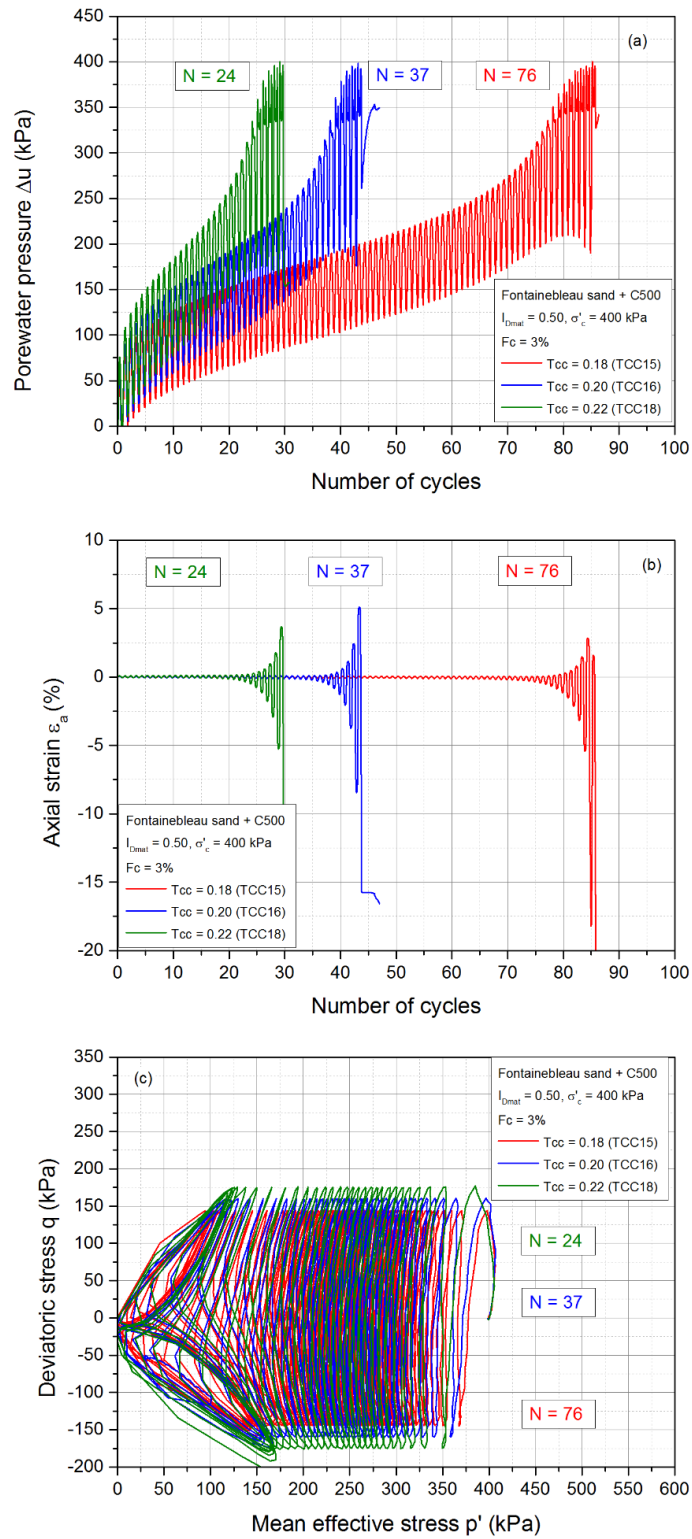 450
400
350
300
250
200
150
100
50
0
Porewater pressure Δu (kPa)
(a)
N = 24
N = 37
N = 76
Fontainebleau sand + C500
I_Dmat = 0.50, σ'_c = 400 kPa
Fc = 3%
Tcc = 0.18 (TCC15)
Tcc = 0.20 (TCC16)
Tcc = 0.22 (TCC18)
0 10 20 30 40 50 60 70 80 90 100
Number of cycles
10
5
0
-5
-10
-15
-20
Axial strain ε_a (%)
(b)
N = 24
N = 37
N = 76
Fontainebleau sand + C500
I_Dmat = 0.50, σ'_c = 400 kPa
Fc = 3%
Tcc = 0.18 (TCC15)
Tcc = 0.20 (TCC16)
Tcc = 0.22 (TCC18)
0 10 20 30 40 50 60 70 80 90 100
Number of cycles
350
300
250
200
150
100
50
0
-50
-100
-150
-200
Deviatoric stress q (kPa)
(c)
Fontainebleau sand + C500
I_Dmat = 0.50, σ'_c = 400 kPa
Fc = 3%
Tcc = 0.18 (TCC15)
Tcc = 0.20 (TCC16)
Tcc = 0.22 (TCC18)
N = 24
N = 37
N = 76
0 50 100 150 200 250 300 350 400 450 500 550 600
Mean effective stress p' (kPa)